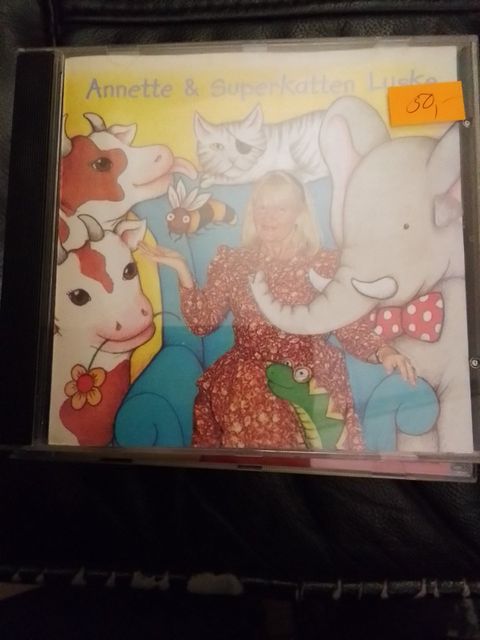 Annette & Superkatten Luske
50,-